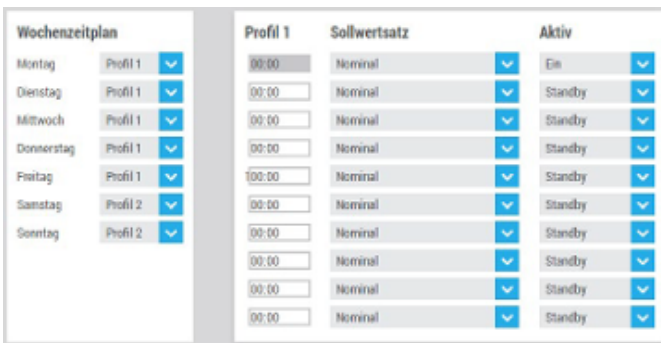 Wochenzeitplan
Montag Profil 1
Dienstag Profil 1
Mittwoch Profil 1
Donnerstag Profil 1
Freitag Profil 1
Samstag Profil 2
Sonntag Profil 2
Profil 1 Sollwertsatz Aktiv
00:00 Nominal Ein
00:00 Nominal Standby
00:00 Nominal Standby
00:00 Nominal Standby
100:00 Nominal Standby
00:00 Nominal Standby
00:00 Nominal Standby
00:00 Nominal Standby
00:00 Nominal Standby
00:00 Nominal Standby